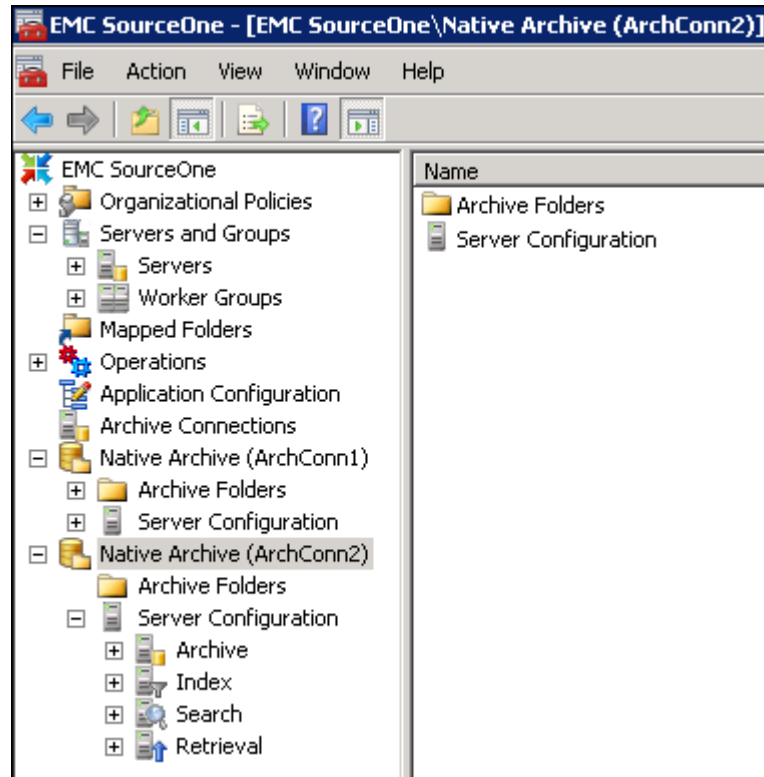 EMC SourceOne - [EMC SourceOne\Native Archive (ArchConn2)]
File Action View Window Help
EMC SourceOne
Organizational Policies
Servers and Groups
Servers
Worker Groups
Mapped Folders
Operations
Application Configuration
Archive Connections
Native Archive (ArchConn1)
Archive Folders
Server Configuration
Native Archive (ArchConn2)
Archive Folders
Server Configuration
Archive
Index
Search
Retrieval
Name
Archive Folders
Server Configuration